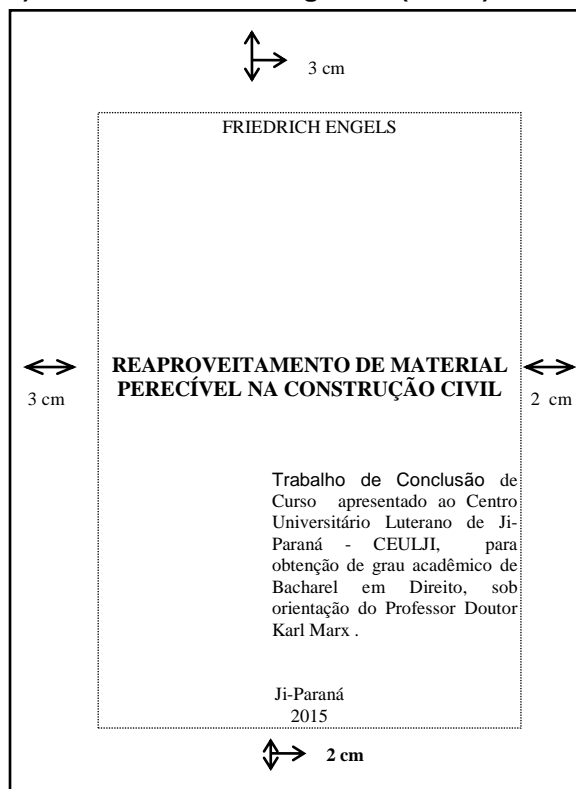 3 cm
FRIEDRICH ENGELS
REAPROVEITAMENTO DE MATERIAL
PERECÍVEL NA CONSTRUÇÃO CIVIL
3 cm
2 cm
Trabalho de Conclusão de
Curso apresentado ao Centro
Universitário Luterano de Ji-
Paraná - CEULJI, para
obtenção de grau acadêmico de
Bacharel em Direito, sob
orientação do Professor Doutor
Karl Marx .
Ji-Paraná
2015
2 cm